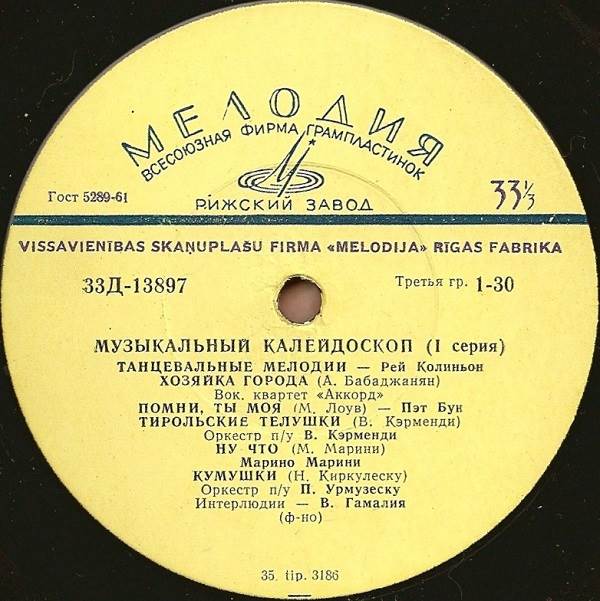 МЕЛОДИЯ
ВСЕСОЮЗНАЯ ФИРМА ГРАМПЛАСТИНОК
Гост 5289-61
РИЖСКИЙ ЗАВОД
33⅓
VISSAVIENĪBAS SKAŅUPLAŠU FIRMA «MELODIJA» RĪGAS FABRIKA
33Д-13897
Третья гр. 1-30
МУЗЫКАЛЬНЫЙ КАЛЕЙДОСКОП (I серия)
ТАНЦЕВАЛЬНЫЕ МЕЛОДИИ — Рей Колиньон
ХОЗЯЙКА ГОРОДА (А. Бабаджанян)
Вок. квартет «Аккорд»
ПОМНИ, ТЫ МОЯ (М. Лоув) — Пэт Бун
ТИРОЛЬСКИЕ ТЕЛУШКИ (В. Кэрменди)
Оркестр п/у В. Кэрменди
НУ ЧТО (М. Марини)
Марино Марини
КУМУШКИ (Н. Киркулеску)
Оркестр п/у П. Урмузеску
Интерлюдии — В. Гамалия
(ф-но)
35. tip. 3186